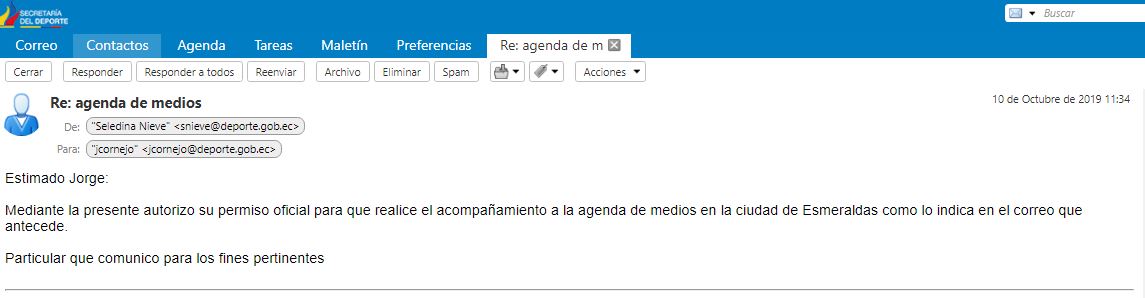 SECRETARÍA
DEL DEPORTE
Buscar
Correo Contactos Agenda Tareas Maletín Preferencias Re: agenda de m
Cerrar Responder Responder a todos Reenviar Archivo Eliminar Spam Acciones
Re: agenda de medios 10 de Octubre de 2019 11:34
De: "Seledina Nieve" <snieve@deporte.gob.ec>
Para: "jcornejo" <jcornejo@deporte.gob.ec>
Estimado Jorge:
Mediante la presente autorizo su permiso oficial para que realice el acompañamiento a la agenda de medios en la ciudad de Esmeraldas como lo indica en el correo que
antecede.
Particular que comunico para los fines pertinentes